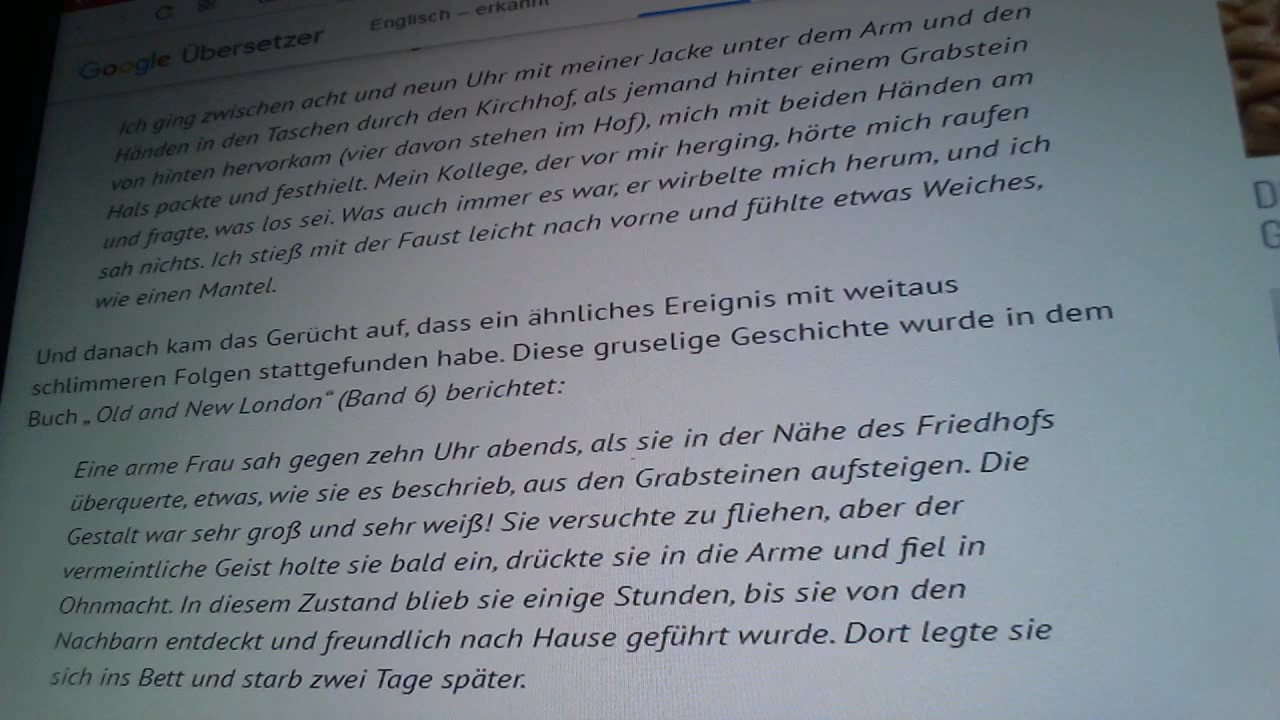 Google Übersetzer
Englisch – erkannt
Ich ging zwischen acht und neun Uhr mit meiner Jacke unter dem Arm und den
Händen in den Taschen durch den Kirchhof, als jemand hinter einem Grabstein
von hinten hervorkam (vier davon stehen im Hof), mich mit beiden Händen am
Hals packte und festhielt. Mein Kollege, der vor mir herging, hörte mich raufen
und fragte, was los sei. Was auch immer es war, er wirbelte mich herum, und ich
sah nichts. Ich stieß mit der Faust leicht nach vorne und fühlte etwas Weiches,
wie einen Mantel.
Und danach kam das Gerücht auf, dass ein ähnliches Ereignis mit weitaus
schlimmeren Folgen stattgefunden habe. Diese gruselige Geschichte wurde in dem
Buch „ Old and New London“ (Band 6) berichtet:
Eine arme Frau sah gegen zehn Uhr abends, als sie in der Nähe des Friedhofs
überquerte, etwas, wie sie es beschrieb, aus den Grabsteinen aufsteigen. Die
Gestalt war sehr groß und sehr weiß! Sie versuchte zu fliehen, aber der
vermeintliche Geist holte sie bald ein, drückte sie in die Arme und fiel in
Ohnmacht. In diesem Zustand blieb sie einige Stunden, bis sie von den
Nachbarn entdeckt und freundlich nach Hause geführt wurde. Dort legte sie
sich ins Bett und starb zwei Tage später.